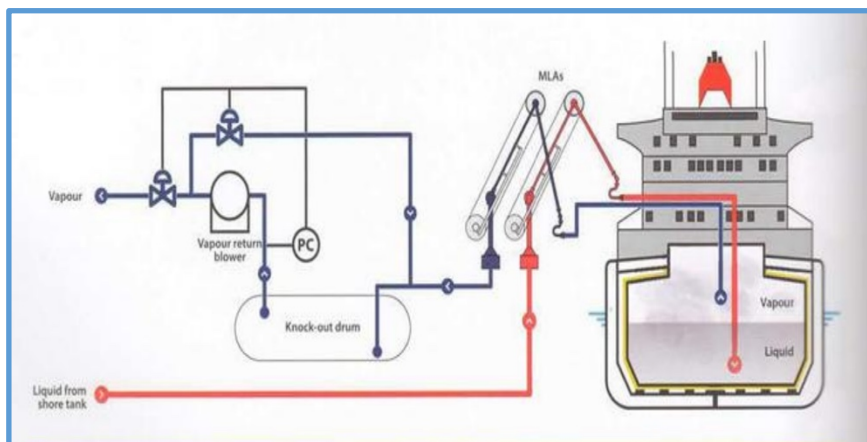 MLAs
Vapour
Vapour return
blower
PC
Knock-out drum
Vapour
Liquid
Liquid from
shore tank